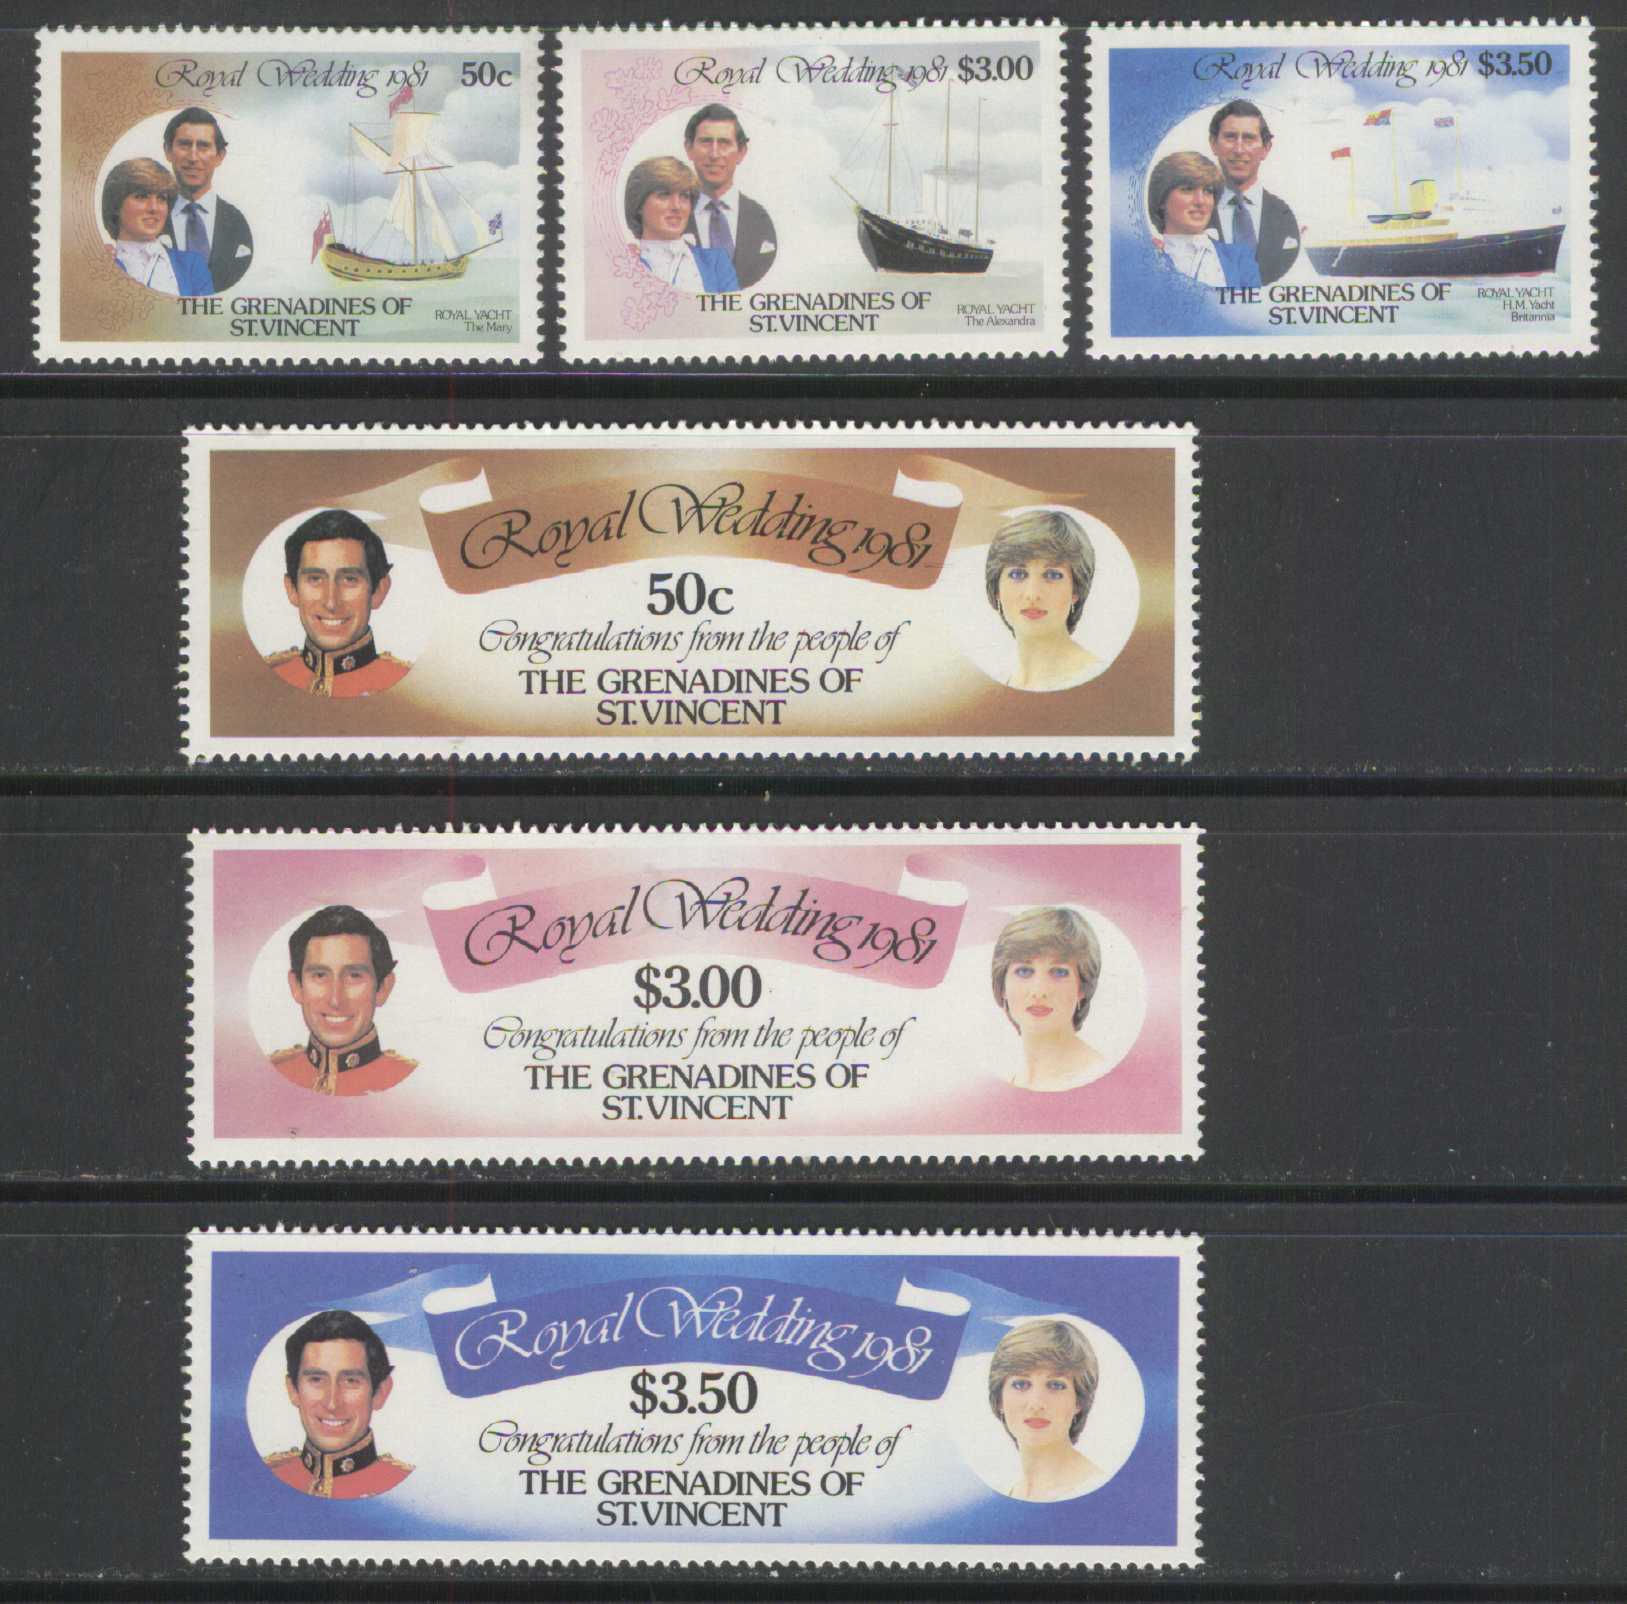 Royal Wedding 1981 50c
THE GRENADINES OF
ST.VINCENT
ROYAL YACHT
The Mary
Royal Wedding 1981 $3.00
THE GRENADINES OF
ST.VINCENT
ROYAL YACHT
The Alexandra
Royal Wedding 1981 $3.50
THE GRENADINES OF
ST.VINCENT
ROYAL YACHT
H.M. Yacht
Britannia
Royal Wedding 1981
50c
Congratulations from the people of
THE GRENADINES OF
ST.VINCENT
Royal Wedding 1981
$3.00
Congratulations from the people of
THE GRENADINES OF
ST.VINCENT
Royal Wedding 1981
$3.50
Congratulations from the people of
THE GRENADINES OF
ST.VINCENT